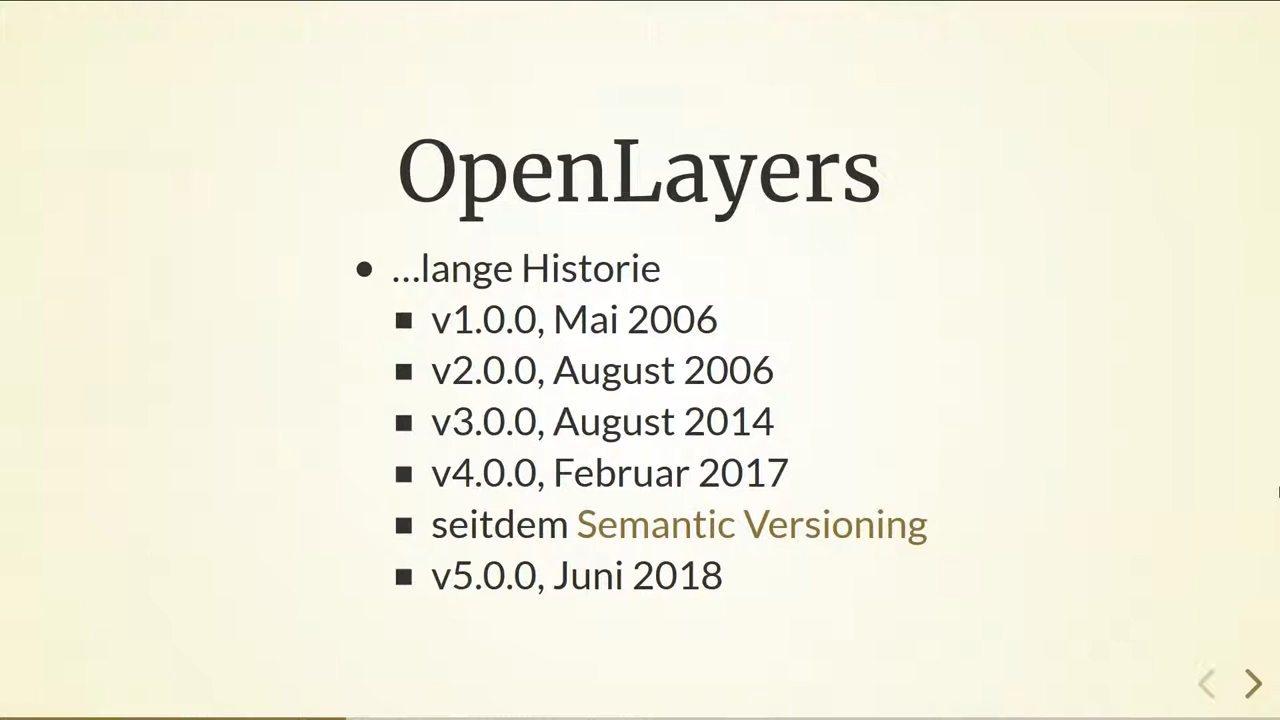 OpenLayers
...lange Historie
v1.0.0, Mai 2006
v2.0.0, August 2006
v3.0.0, August 2014
v4.0.0, Februar 2017
seitdem Semantic Versioning
v5.0.0, Juni 2018